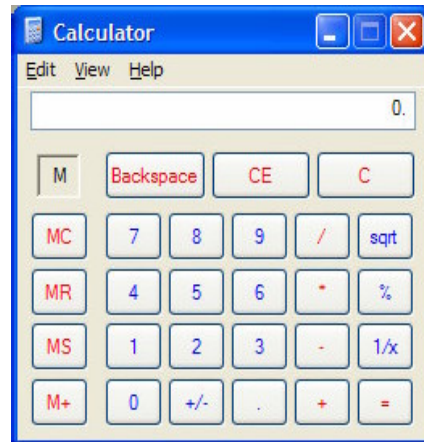 Calculator
Edit View Help
0.
M Backspace CE C
MC 7 8 9 / sqrt
MR 4 5 6 * %
MS 1 2 3 - 1/x
M+ 0 +/- . + =